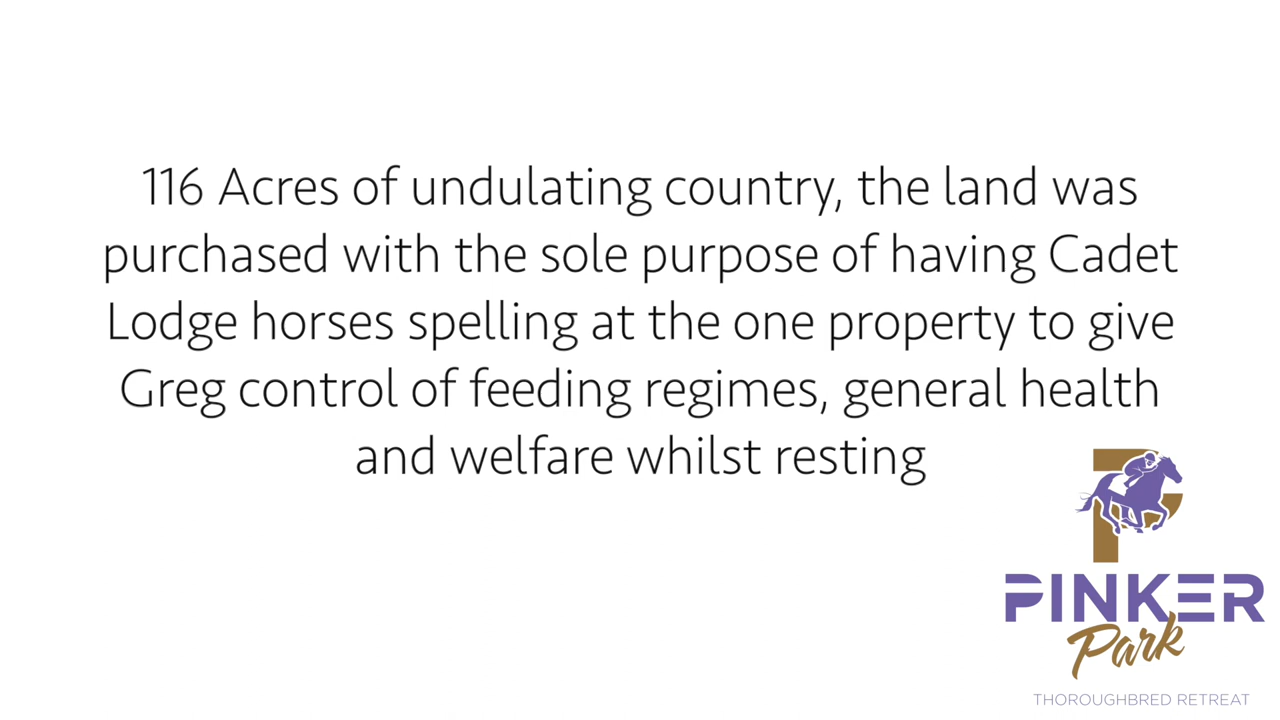 116 Acres of undulating country, the land was
purchased with the sole purpose of having Cadet
Lodge horses spelling at the one property to give
Greg control of feeding regimes, general health
and welfare whilst resting
P
PINKER
Park
THOROUGHBRED RETREAT